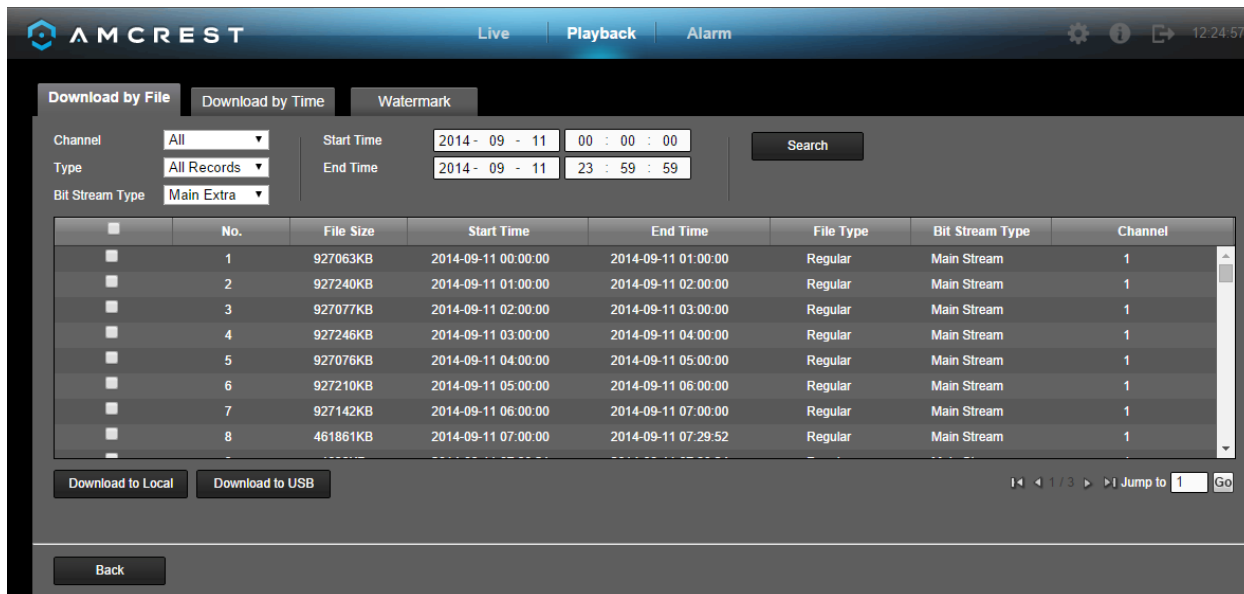 AMCREST Live Playback Alarm 12:24:57
Download by File Download by Time Watermark
Channel All Start Time 2014 - 09 - 11 00 : 00 : 00 Search
Type All Records End Time 2014 - 09 - 11 23 : 59 : 59
Bit Stream Type Main Extra
No. File Size Start Time End Time File Type Bit Stream Type Channel
1 927063KB 2014-09-11 00:00:00 2014-09-11 01:00:00 Regular Main Stream 1
2 927240KB 2014-09-11 01:00:00 2014-09-11 02:00:00 Regular Main Stream 1
3 927077KB 2014-09-11 02:00:00 2014-09-11 03:00:00 Regular Main Stream 1
4 927246KB 2014-09-11 03:00:00 2014-09-11 04:00:00 Regular Main Stream 1
5 927076KB 2014-09-11 04:00:00 2014-09-11 05:00:00 Regular Main Stream 1
6 927210KB 2014-09-11 05:00:00 2014-09-11 06:00:00 Regular Main Stream 1
7 927142KB 2014-09-11 06:00:00 2014-09-11 07:00:00 Regular Main Stream 1
8 461861KB 2014-09-11 07:00:00 2014-09-11 07:29:52 Regular Main Stream 1
Download to Local Download to USB 1 / 3 Jump to 1 Go
Back